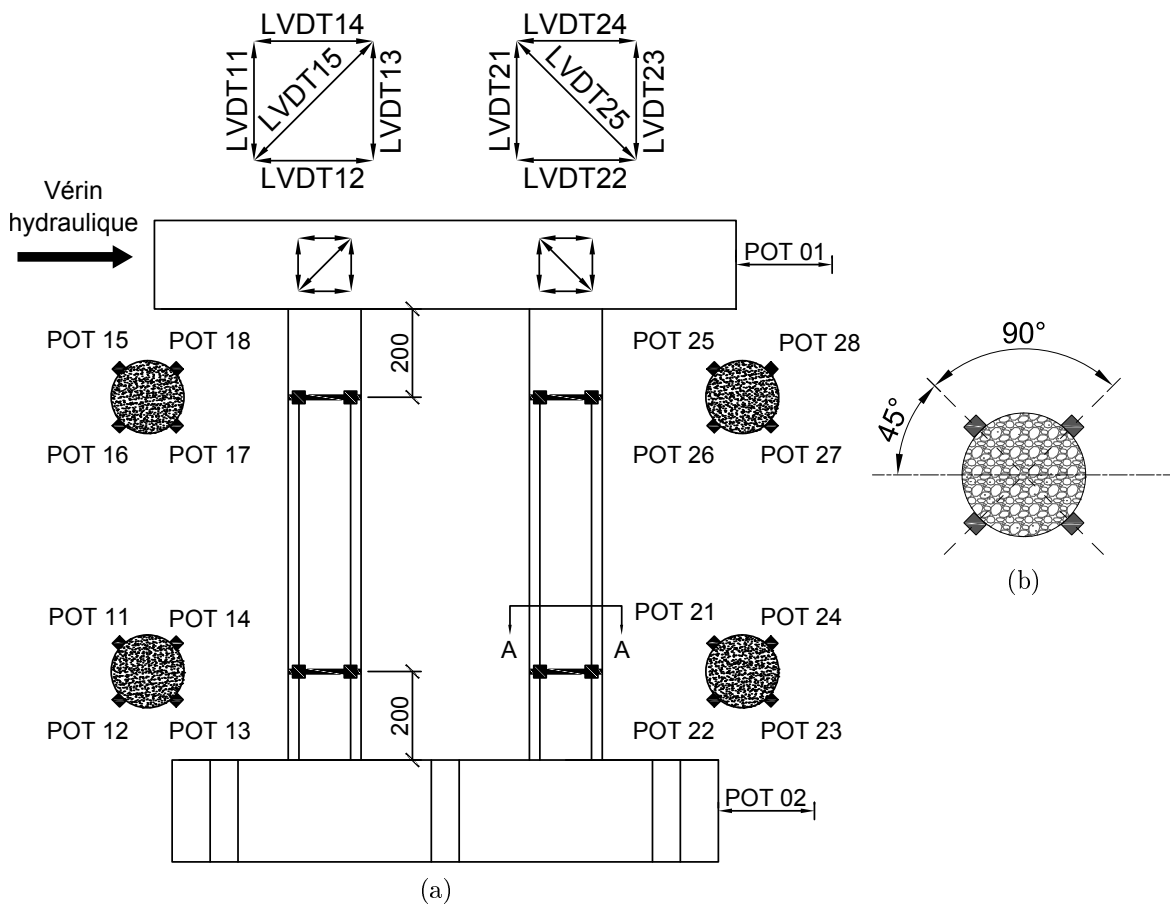 LVDT14
LVDT11
LVDT15
LVDT13
LVDT12
LVDT24
LVDT21
LVDT25
LVDT23
LVDT22
Vérin
hydraulique
POT 01
200
POT 15
POT 18
POT 16
POT 17
POT 25
POT 28
POT 26
POT 27
90°
45°
(b)
POT 11
POT 14
POT 12
POT 13
A
A
POT 21
POT 24
POT 22
POT 23
200
POT 02
(a)